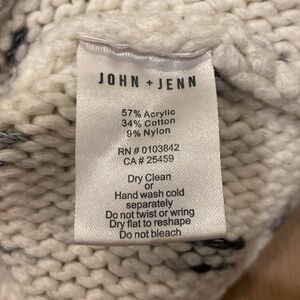 JOHN + JENN
57% Acrylic
34% Cotton
9% Nylon
RN # 0103842
CA # 25459
Dry Clean
or
Hand wash cold
separately
Do not twist or wring
Dry flat to reshape
Do not bleach